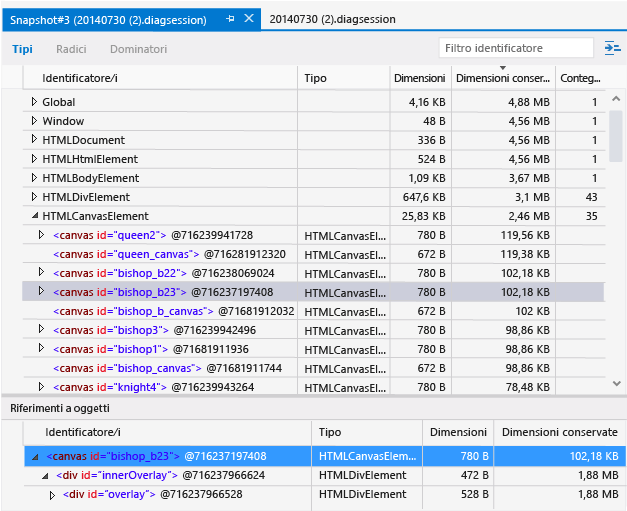 Snapshot#3 (20140730 (2).diagsession 20140730 (2).diagsession
Tipi Radici Dominatori Filtro identificatore
Identificatore/i Tipo Dimensioni Dimensioni conser... Conteg...
Global 4,16 KB 4,88 MB 1
Window 48 B 4,56 MB 1
HTMLDocument 336 B 4,56 MB 1
HTMLHtmlElement 524 B 4,56 MB 1
HTMLBodyElement 1,09 KB 3,67 MB 1
HTMLDivElement 647,6 KB 3,1 MB 43
HTMLCanvasElement 25,83 KB 2,46 MB 35
<canvas id="queen2"> @716239941728 HTMLCanvasEl... 780 B 119,56 KB
<canvas id="queen_canvas"> @716281912320 HTMLCanvasEl... 672 B 119,38 KB
<canvas id="bishop_b22"> @716238069024 HTMLCanvasEl... 780 B 102,18 KB
<canvas id="bishop_b23"> @716237197408 HTMLCanvasEl... 780 B 102,18 KB
<canvas id="bishop_b_canvas"> @71681912032 HTMLCanvasEl... 672 B 102 KB
<canvas id="bishop3"> @716239942496 HTMLCanvasEl... 780 B 98,86 KB
<canvas id="bishop1"> @71681911936 HTMLCanvasEl... 780 B 98,86 KB
<canvas id="bishop_canvas"> @71681911744 HTMLCanvasEl... 672 B 98,86 KB
<canvas id="knight4"> @716239943264 HTMLCanvasEl... 780 B 78,48 KB
Riferimenti a oggetti
Identificatore/i Tipo Dimensioni Dimensioni conservate
<canvas id="bishop_b23"> @716237197408 HTMLCanvasElem... 780 B 102,18 KB
<div id="innerOverlay"> @716237966624 HTMLDivElement 472 B 1,88 MB
<div id="overlay"> @716237966528 HTMLDivElement 528 B 1,88 MB